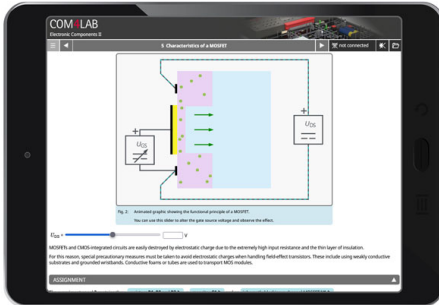 COM4LAB
Electronic Components II
5 Characteristics of a MOSFET
not connected
+
U_DS
+
U_GS
Fig. 2: Animated graphic showing the functional principle of a MOSFET.
You can use this slider to alter the gate source voltage and observe the effect.
U_GS = V
MOSFETs and CMOS integrated circuits are easily destroyed by electrostatic charge due to the extremely high input resistance and the thin layer of insulation.
For this reason, special precautionary measures must be taken to avoid electrostatic charges when handling field-effect transistors. These include using weakly conductive
substrates and grounded wristbands. Conductive foams or tubes are used to transport MOS modules.
ASSIGNMENT